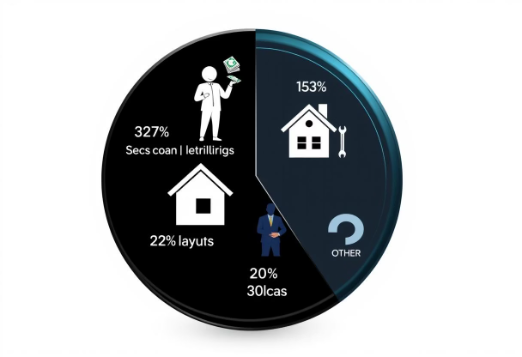 153%
327%
Secs coan | letrillirigs
22% layuts
OTHER
20%
30lcas